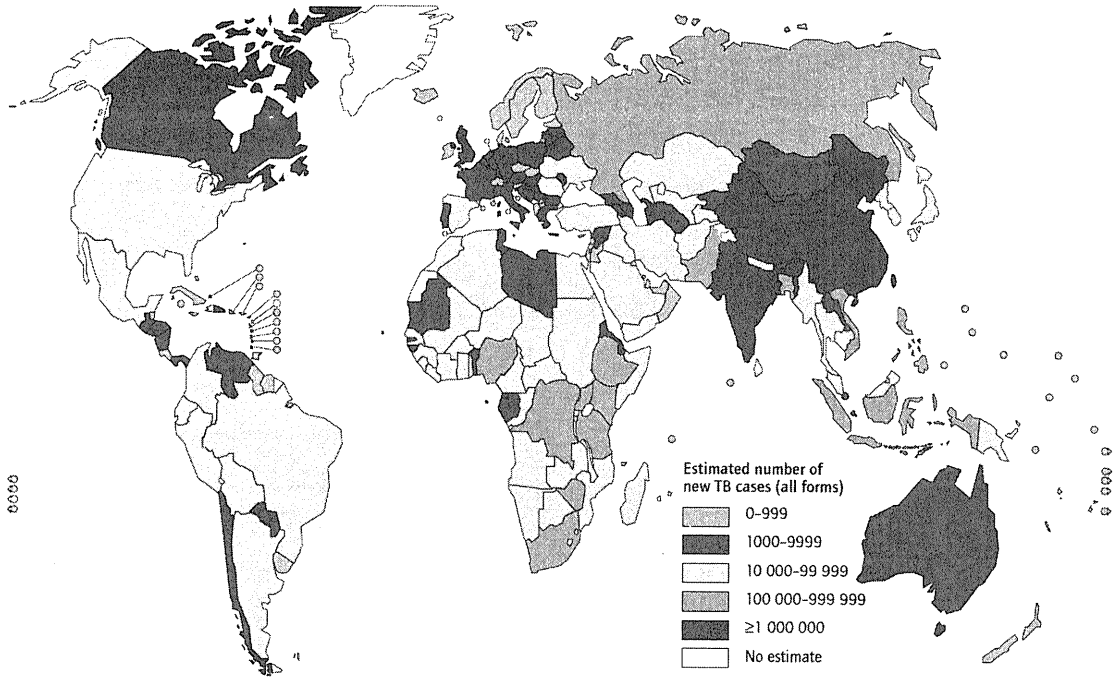 Estimated number of
new TB cases (all forms)
0–999
1000–9999
10 000–99 999
100 000–999 999
≥1 000 000
No estimate